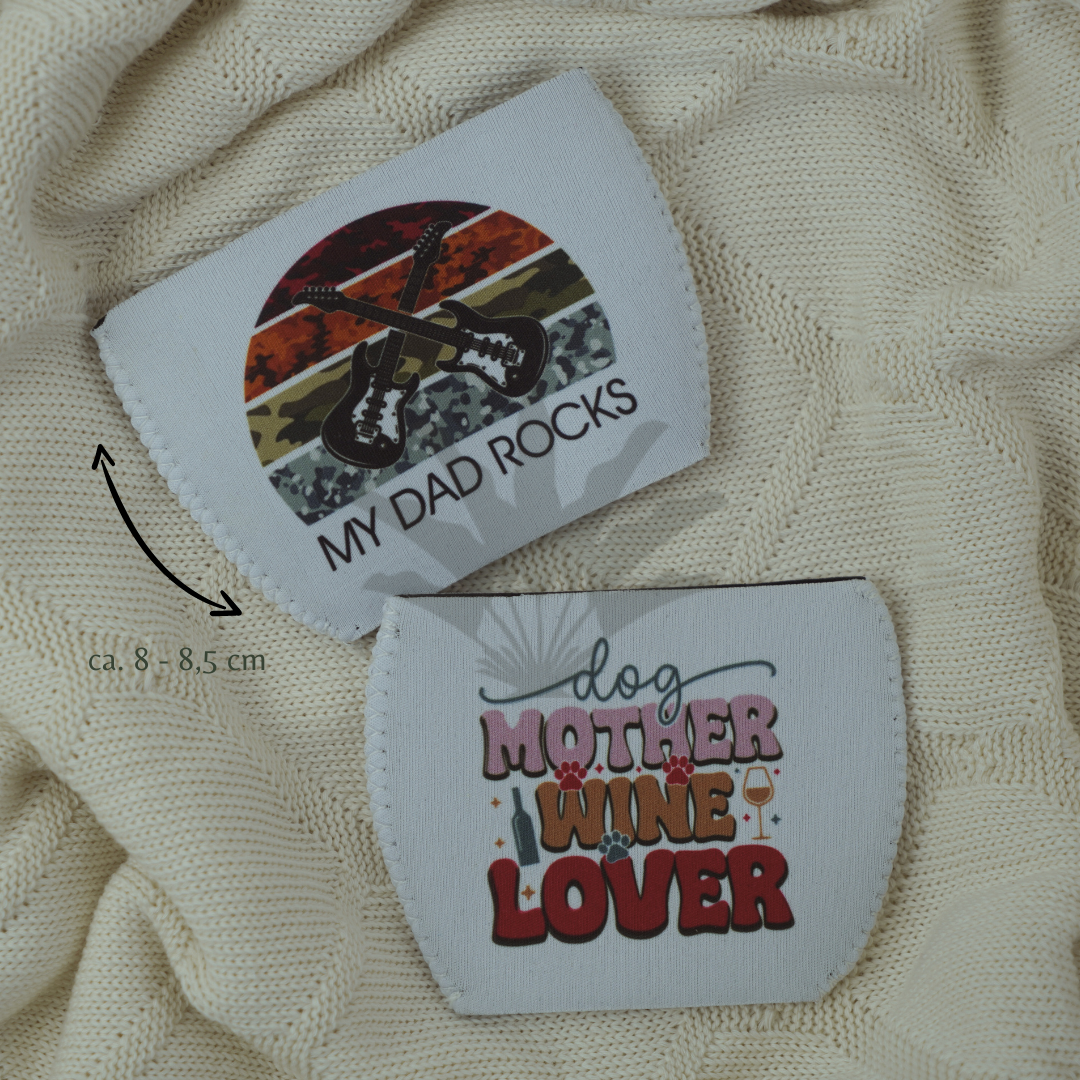 MY DAD ROCKS
ca. 8 - 8,5 cm
dog
MOTHER
WINE
LOVER